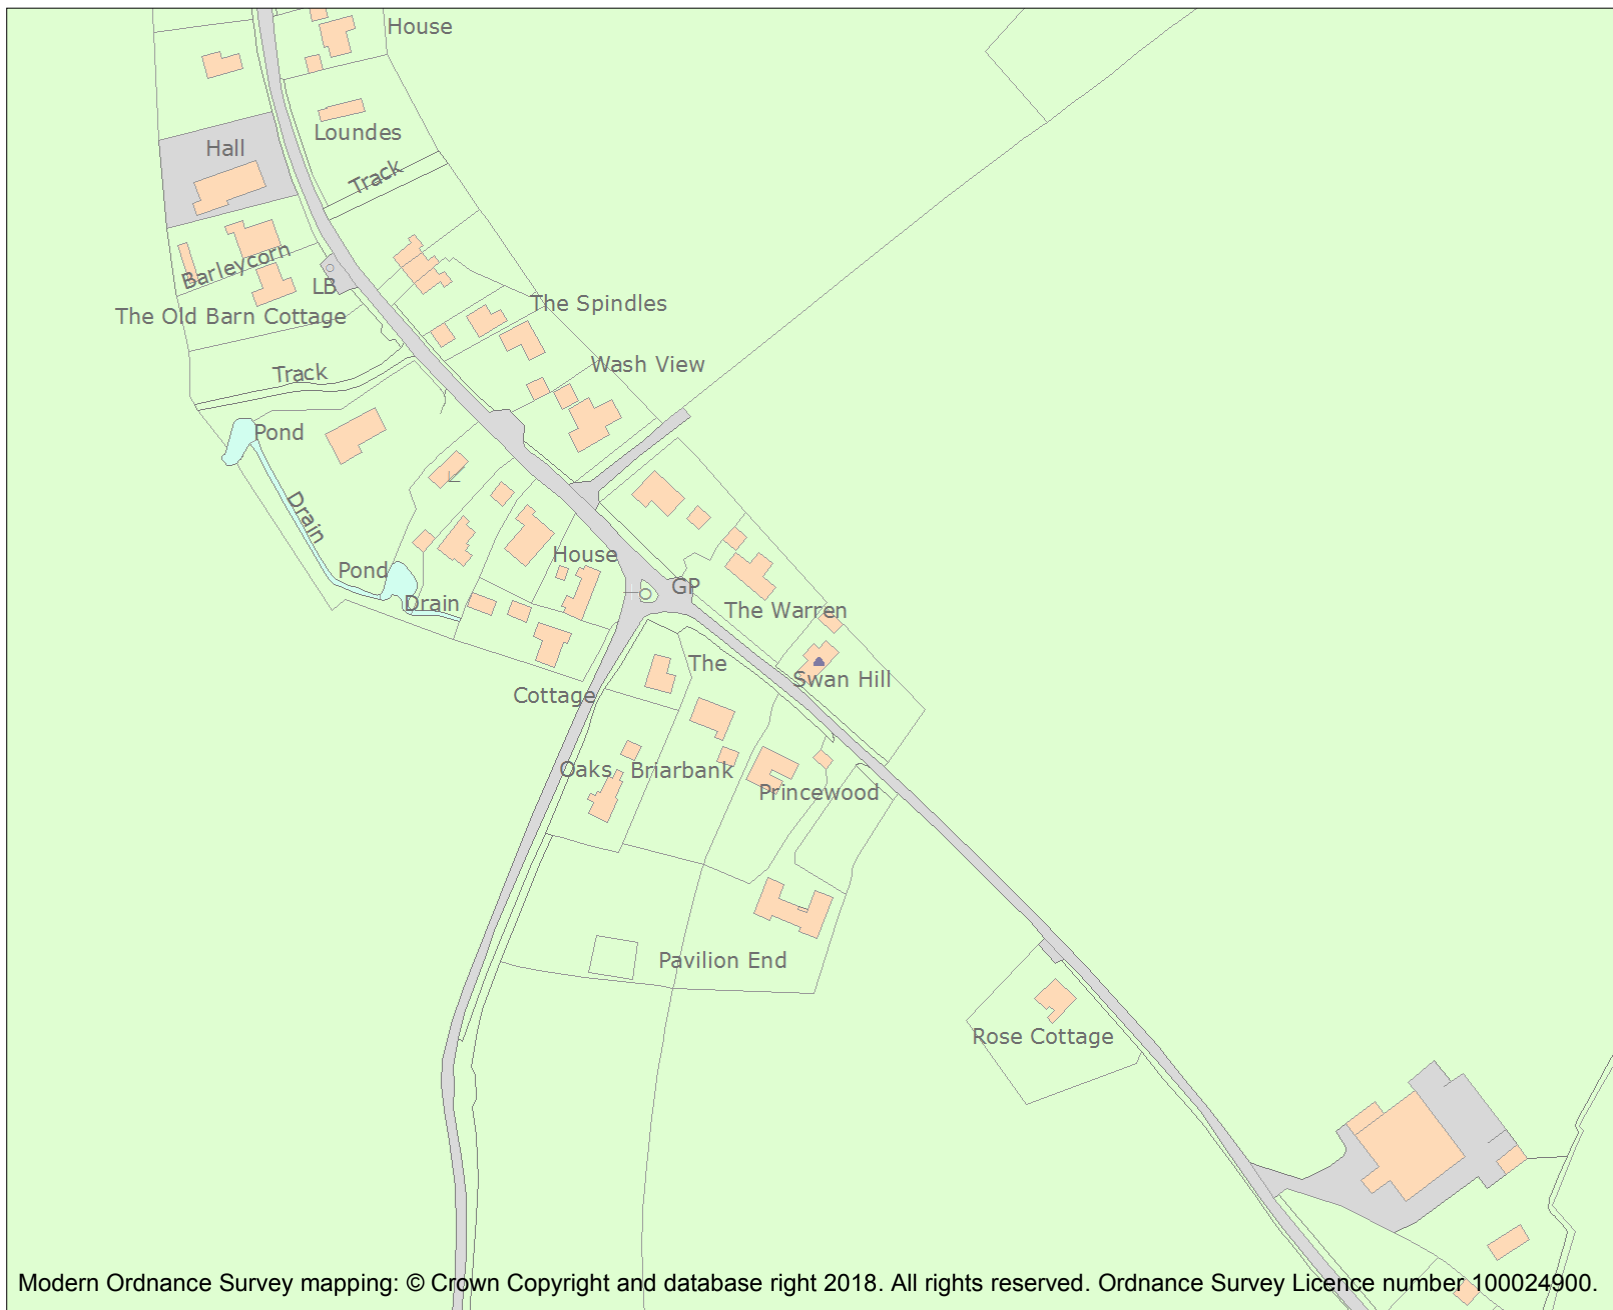 House
Loundes
Hall
Track
Barleycorn
LB
The Spindles
The Old Barn Cottage
Wash View
Track
Pond
Drain
House
Pond
GP
Drain
The Warren
The
Swan Hill
Cottage
Oaks
Briarbank
Princewood
Pavilion End
Rose Cottage
Modern Ordnance Survey mapping: © Crown Copyright and database right 2018. All rights reserved. Ordnance Survey Licence number 100024900.